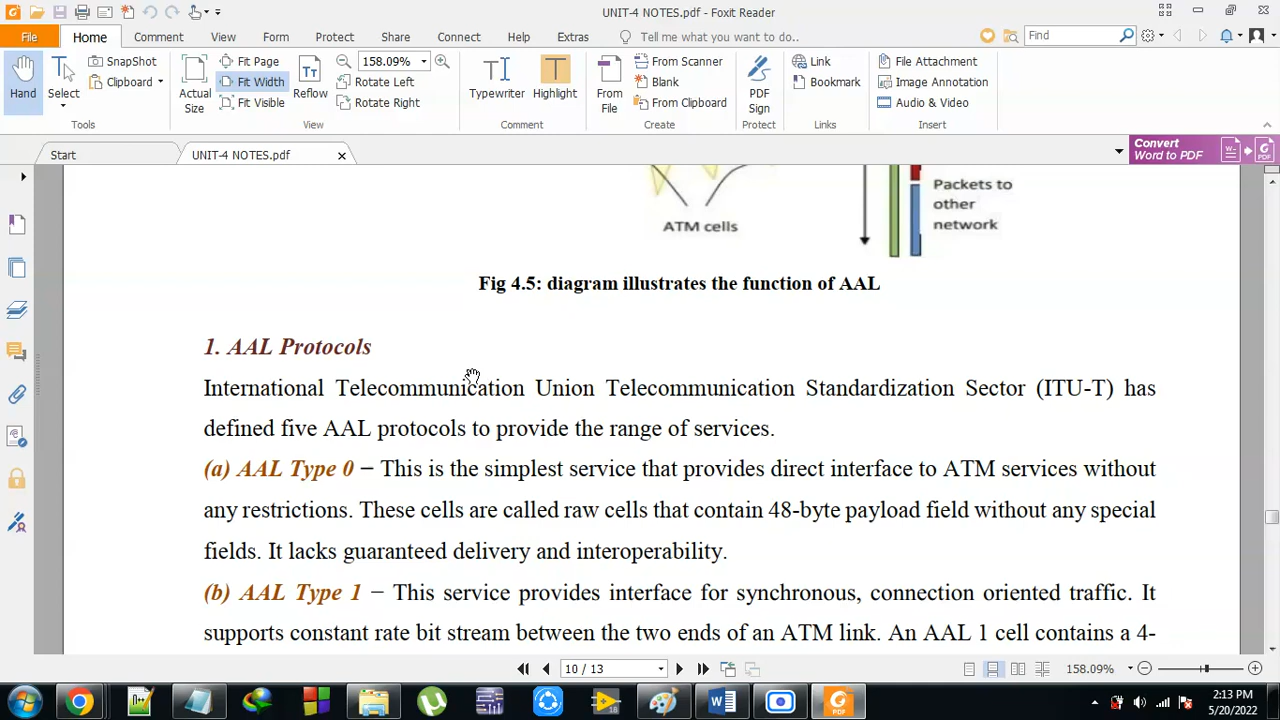 UNIT-4 NOTES.pdf - Foxit Reader
File Home Comment View Form Protect Share Connect Help Extras Tell me what you want to do.. Find
Hand
Select
SnapShot
Clipboard
Tools
Actual Size
Fit Page
Fit Width
Fit Visible
Reflow
158.09%
Rotate Left
Rotate Right
View
Typewriter
Highlight
Comment
From File
From Scanner
Blank
From Clipboard
Create
PDF Sign
Protect
Link
Bookmark
Links
File Attachment
Image Annotation
Audio & Video
Insert
Start
UNIT-4 NOTES.pdf
Convert
Word to PDF
Packets to
other
network
ATM cells
Fig 4.5: diagram illustrates the function of AAL
1. AAL Protocols
International Telecommunication Union Telecommunication Standardization Sector (ITU-T) has
defined five AAL protocols to provide the range of services.
(a) AAL Type 0 – This is the simplest service that provides direct interface to ATM services without
any restrictions. These cells are called raw cells that contain 48-byte payload field without any special
fields. It lacks guaranteed delivery and interoperability.
(b) AAL Type 1 – This service provides interface for synchronous, connection oriented traffic. It
supports constant rate bit stream between the two ends of an ATM link. An AAL 1 cell contains a 4-
10 / 13
158.09%
2:13 PM
5/20/2022